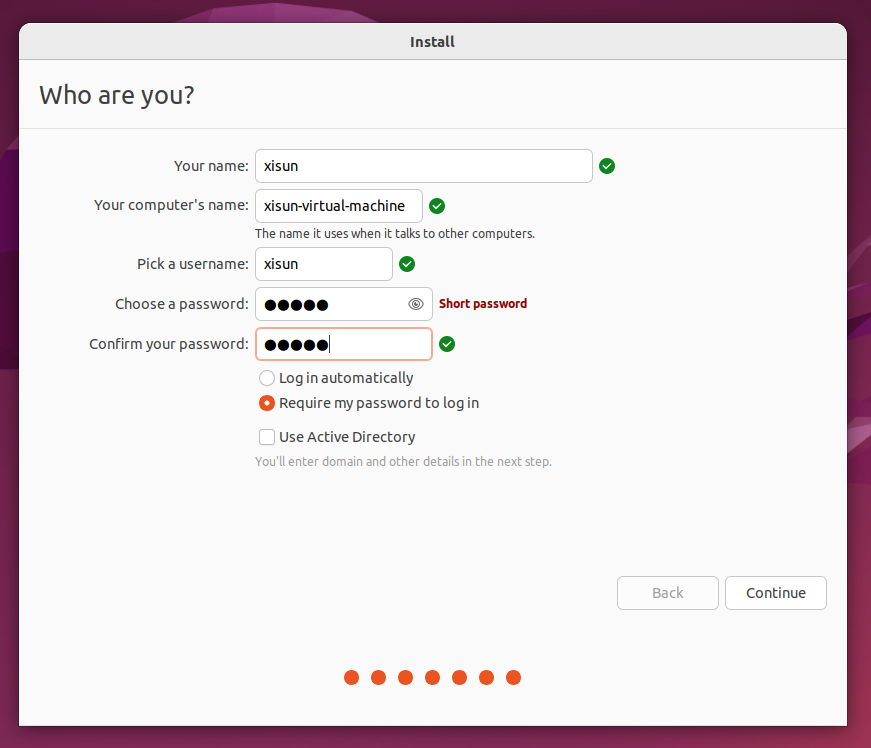 Install
Who are you?
Your name: xisun
Your computer's name: xisun-virtual-machine
The name it uses when it talks to other computers.
Pick a username: xisun
Choose a password: ●●●●● Short password
Confirm your password: ●●●●●
Log in automatically
Require my password to log in
Use Active Directory
You'll enter domain and other details in the next step.
Back Continue